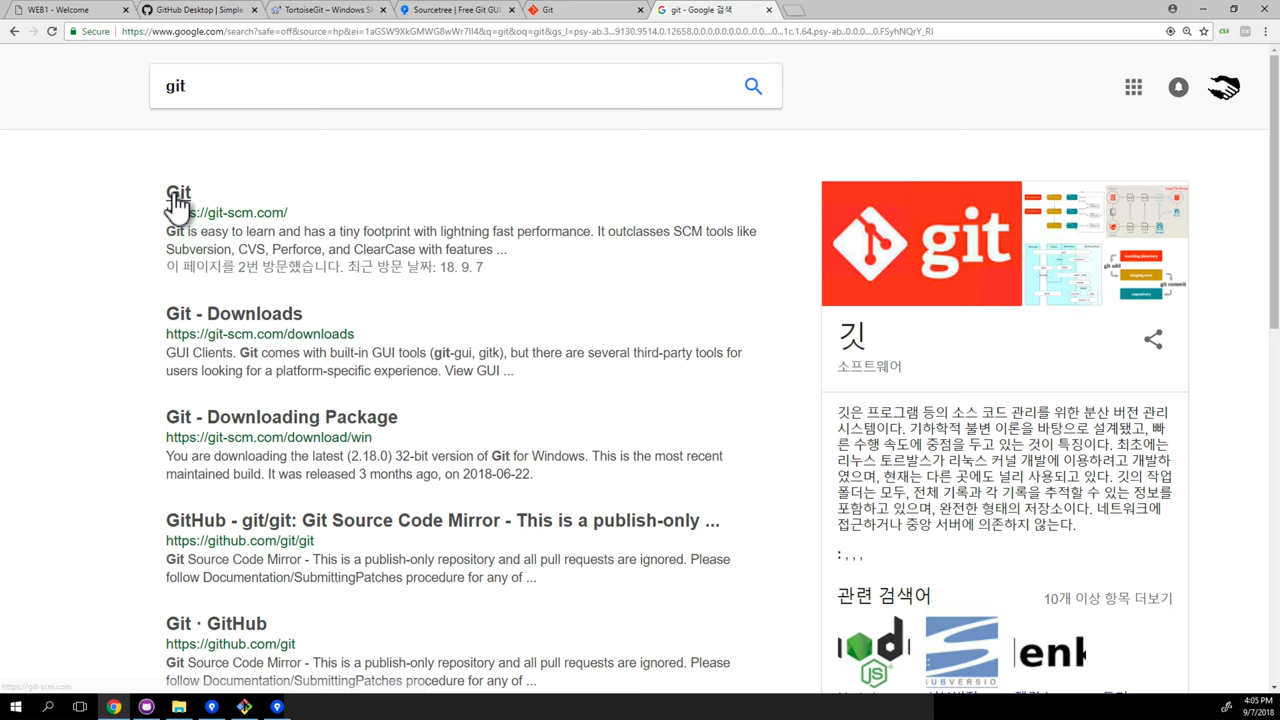 WEB1 - Welcome
GitHub Desktop | Simple
TortoiseGit – Windows Sh
Sourcetree | Free Git GUI
Git
git - Google 검색
Secure
https://www.google.com/search?safe=off&source=hp&ei=1aGSW9XkGMWG8wWr7II4&q=git&oq=git&gs_l=psy-ab.3...9130.9514.0.12658.0.0.0.0.0.0.0.0..0.0....0...1c.1.64.psy-ab..0.0.0....0.FSyhNQrY_RI
git
Git
s://git-scm.com/
Git is easy to learn and has a tiny footprint with lightning fast performance. It outclasses SCM tools like
Subversion, CVS, Perforce, and ClearCase with features ...
이 페이지를 2번 방문했습니다. 최근 방문 날짜: 18. 9. 7
Git - Downloads
https://git-scm.com/downloads
GUI Clients. Git comes with built-in GUI tools (git-gui, gitk), but there are several third-party tools for
users looking for a platform-specific experience. View GUI ...
Git - Downloading Package
https://git-scm.com/download/win
You are downloading the latest (2.18.0) 32-bit version of Git for Windows. This is the most recent
maintained build. It was released 3 months ago, on 2018-06-22.
GitHub - git/git: Git Source Code Mirror - This is a publish-only ...
https://github.com/git/git
Git Source Code Mirror - This is a publish-only repository and all pull requests are ignored. Please
follow Documentation/SubmittingPatches procedure for any of ...
Git · GitHub
https://github.com/git
Git Source Code Mirror - This is a publish-only repository and all pull requests are ignored. Please
follow Documentation/SubmittingPatches procedure for any of ...
git
working directory
git add
staging area
git commit
repository
깃
소프트웨어
깃은 프로그램 등의 소스 코드 관리를 위한 분산 버전 관리
시스템이다. 기하학적 불변 이론을 바탕으로 설계됐고, 빠
른 수행 속도에 중점을 두고 있는 것이 특징이다. 최초에는
리누스 토르발스가 리눅스 커널 개발에 이용하려고 개발하
였으며, 현재는 다른 곳에도 널리 사용되고 있다. 깃의 작업
폴더는 모두, 전체 기록과 각 기록을 추적할 수 있는 정보를
포함하고 있으며, 완전한 형태의 저장소이다. 네트워크에
접근하거나 중앙 서버에 의존하지 않는다.
: , , ,
관련 검색어
10개 이상 항목 더보기
JS
SUBVERSIO
enk
https://git-scm.com
4:05 PM
9/7/2018